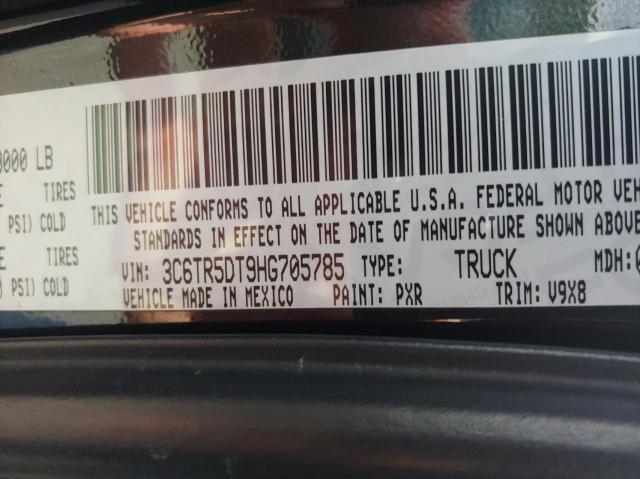 000 LB
TIRES
PSI) COLD
THIS VEHICLE CONFORMS TO ALL APPLICABLE U.S.A. FEDERAL MOTOR VEH
STANDARDS IN EFFECT ON THE DATE OF MANUFACTURE SHOWN ABOVE
TIRES
PSI) COLD
VIN: 3C6TR5DT9HG705785 TYPE: TRUCK MDH:
VEHICLE MADE IN MEXICO PAINT: PXR TRIM: V9X8